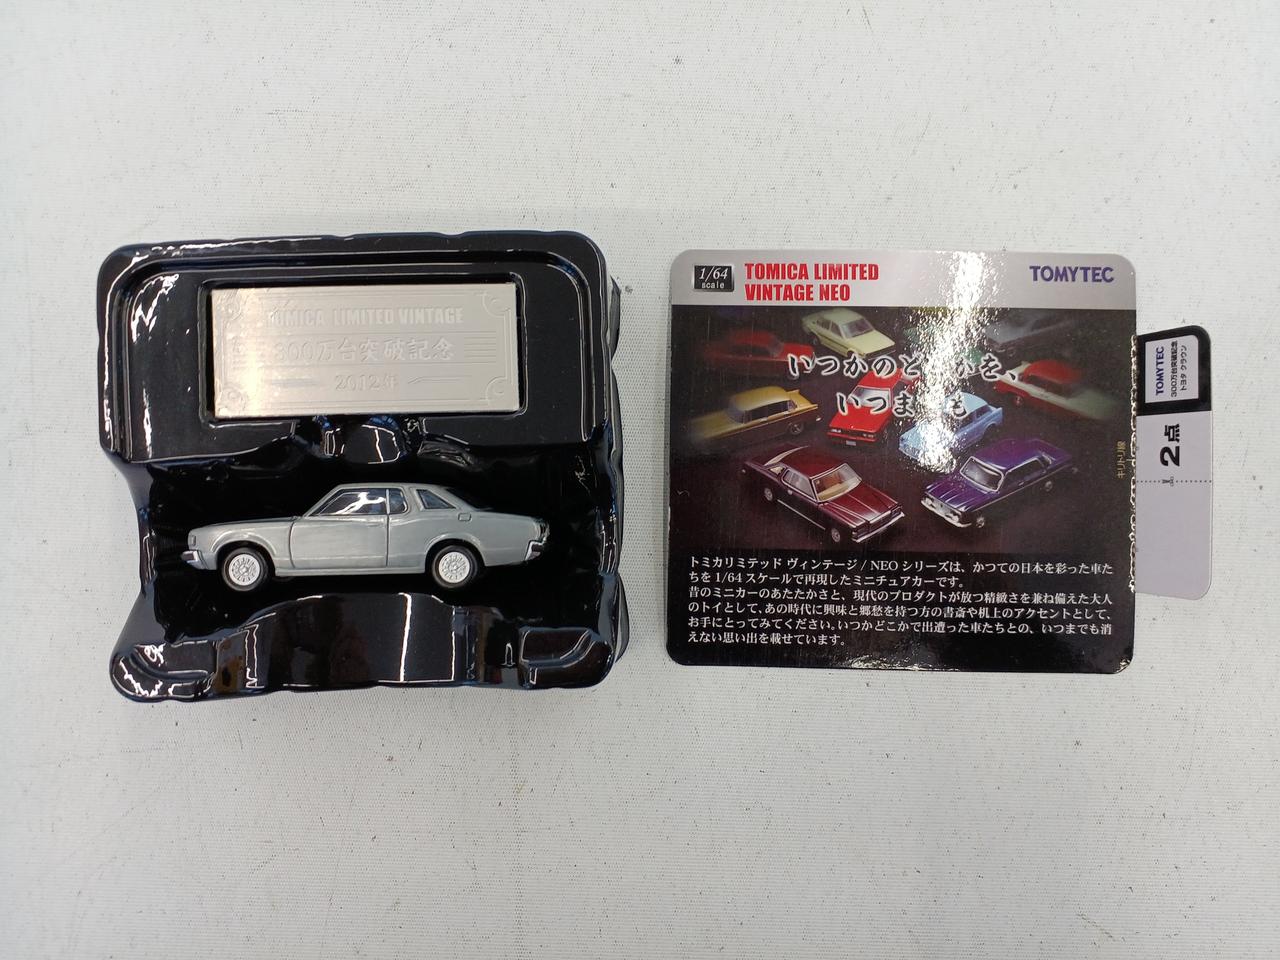 TOMICA LIMITED VINTAGE
300万台突破記念
2012年
1/64
scale
TOMICA LIMITED
VINTAGE NEO
TOMYTEC
いつかのど かを、
いつま も
トミカリミテッド ヴィンテージ/NEO シリーズは、かつての日本を彩った車た
ちを 1/64 スケールで再現したミニチュアカーです。
昔のミニカーのあたたかさと、現代のプロダクトが放つ精緻さを兼ね備えた大人
のトイとして、あの時代に興味と郷愁を持つ方の書斎や机上のアクセントとして、
お手にとってみてください。いつかどこかで出遭った車たちとの、いつまでも消
えない思い出を載せています。
キリトリ線
TOMYTEC
300万台突破記念
トヨタ クラウン
2点